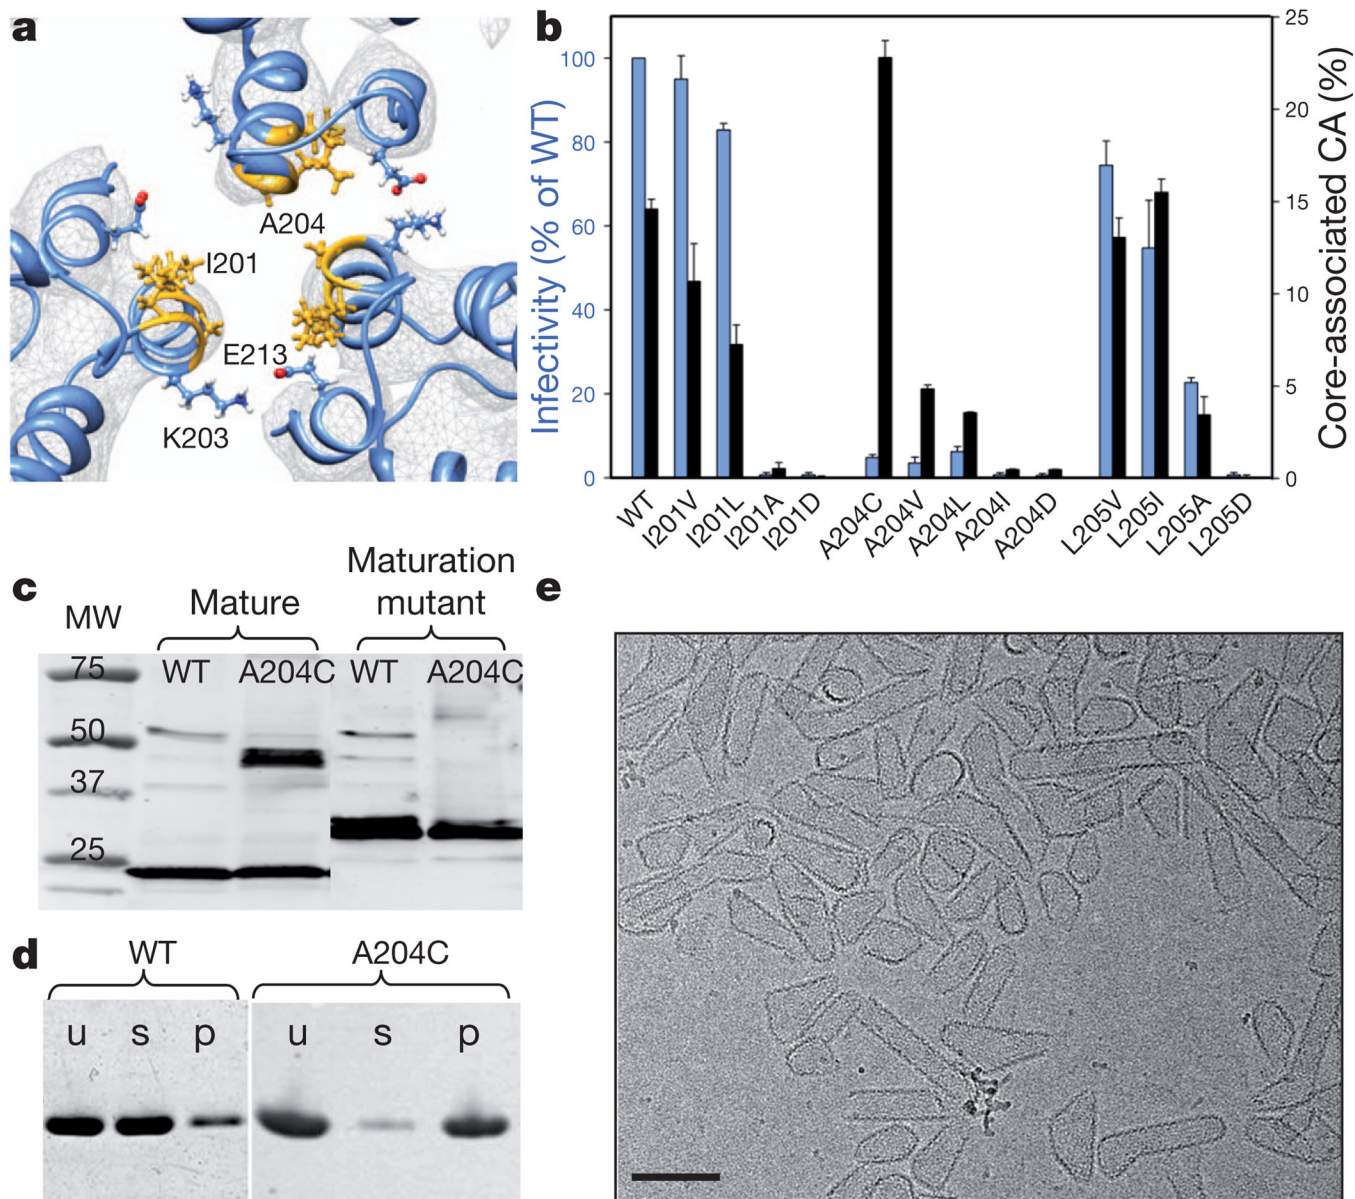 a
A204
I201
E213
K203
b
Infectivity (% of WT)
100
80
60
40
20
0
Core-associated CA (%)
25
20
15
10
5
0
WT
I201V
I201L
I201A
I201D
A204C
A204V
A204L
A204I
A204D
L205V
L205I
L205A
L205D
c
MW
Mature
Maturation
mutant
75
50
37
25
WT
A204C
WT
A204C
d
WT
A204C
u
s
p
u
s
p
e